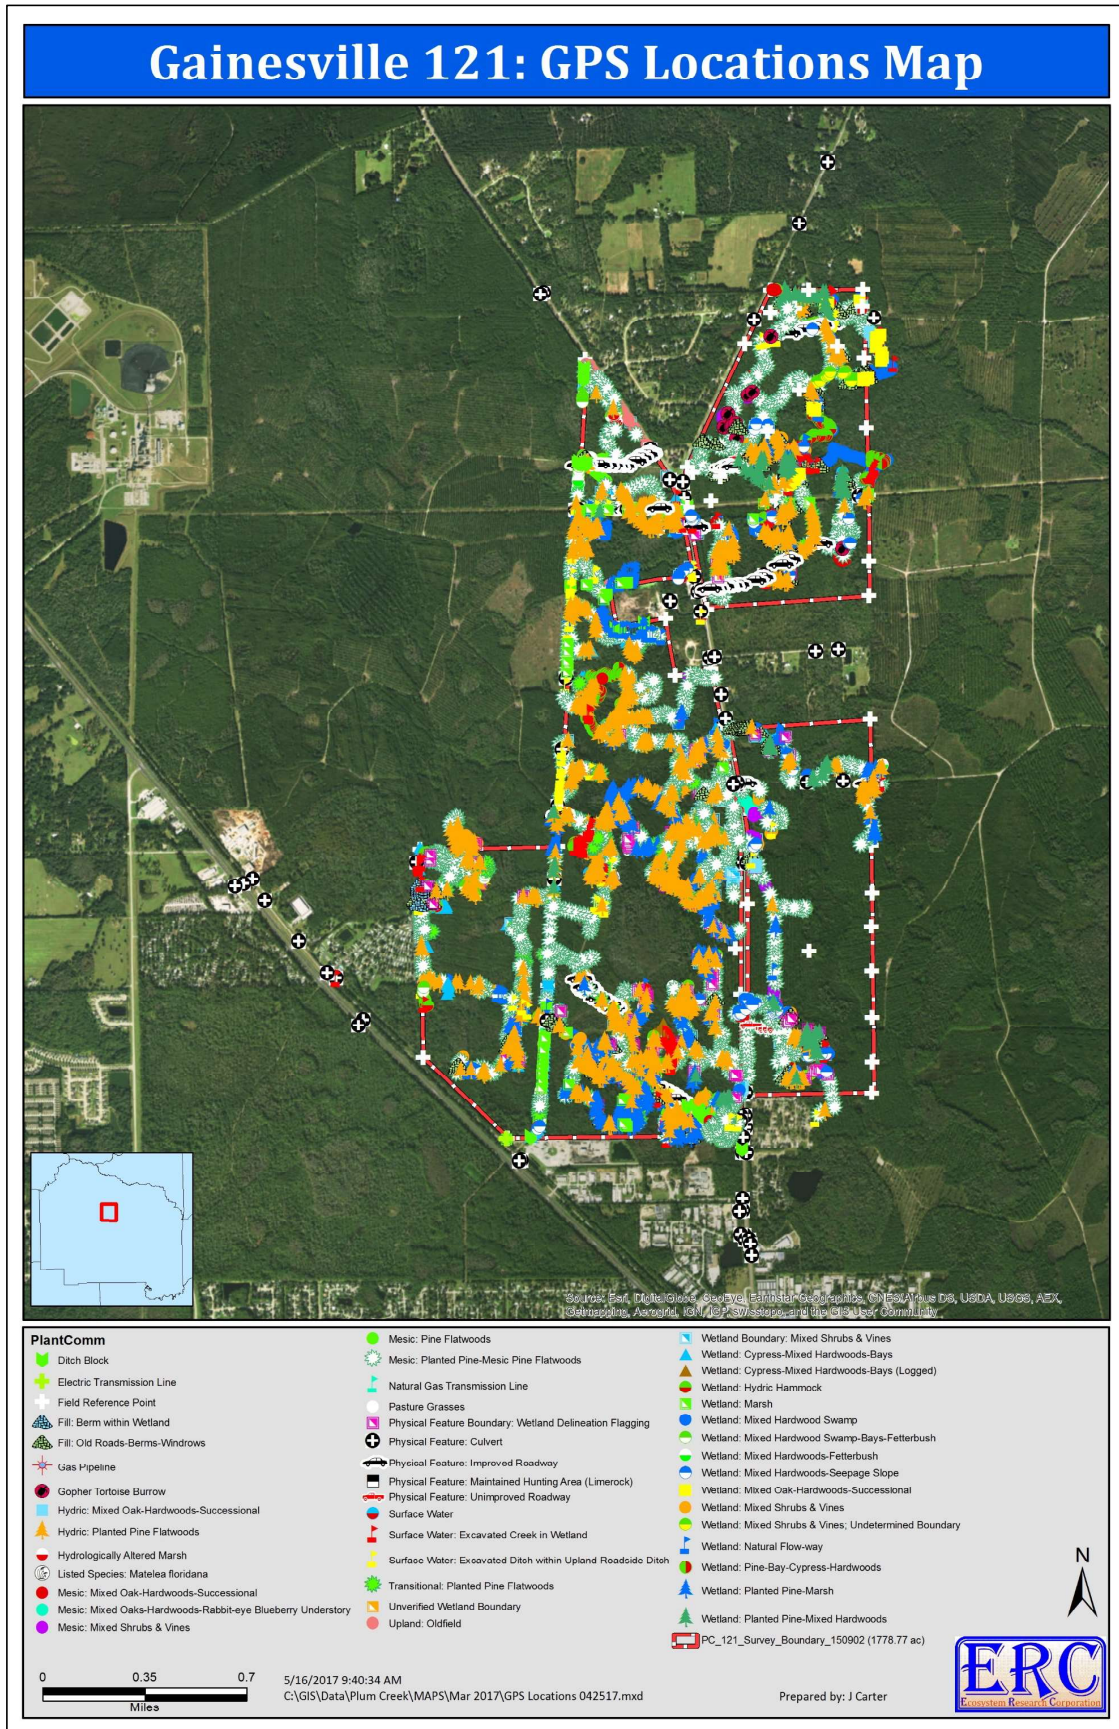 Gainesville 121: GPS Locations Map
Source: Esri, DigitalGlobe, GeoEye, Earthstar Geographics, CNES/Airbus DS, USDA, USGS, AEX,
Getmapping, Aerogrid, IGN, IGP, swisstopo, and the GIS User Community
PlantComm
Ditch Block
Electric Transmission Line
Field Reference Point
Fill: Berm within Wetland
Fill: Old Roads-Berms-Windrows
Gas Pipeline
Gopher Tortoise Burrow
Hydric: Mixed Oak-Hardwoods-Successional
Hydric: Planted Pine Flatwoods
Hydrologically Altered Marsh
Listed Species: Matelea floridana
Mesic: Mixed Oak-Hardwoods-Successional
Mesic: Mixed Oaks-Hardwoods-Rabbit-eye Blueberry Understory
Mesic: Mixed Shrubs & Vines
Mesic: Pine Flatwoods
Mesic: Planted Pine-Mesic Pine Flatwoods
Natural Gas Transmission Line
Pasture Grasses
Physical Feature Boundary: Wetland Delineation Flagging
Physical Feature: Culvert
Physical Feature: Improved Roadway
Physical Feature: Maintained Hunting Area (Limerock)
Physical Feature: Unimproved Roadway
Surface Water
Surface Water: Excavated Creek in Wetland
Surface Water: Excavated Ditch within Upland Roadside Ditch
Transitional: Planted Pine Flatwoods
Unverified Wetland Boundary
Upland: Oldfield
Wetland Boundary: Mixed Shrubs & Vines
Wetland: Cypress-Mixed Hardwoods-Bays
Wetland: Cypress-Mixed Hardwoods-Bays (Logged)
Wetland: Hydric Hammock
Wetland: Marsh
Wetland: Mixed Hardwood Swamp
Wetland: Mixed Hardwood Swamp-Bays-Fetterbush
Wetland: Mixed Hardwoods-Fetterbush
Wetland: Mixed Hardwoods-Seepage Slope
Wetland: Mixed Oak-Hardwoods-Successional
Wetland: Mixed Shrubs & Vines
Wetland: Mixed Shrubs & Vines; Undetermined Boundary
Wetland: Natural Flow-way
Wetland: Pine-Bay-Cypress-Hardwoods
Wetland: Planted Pine-Marsh
Wetland: Planted Pine-Mixed Hardwoods
PC_121_Survey_Boundary_150902 (1778.77 ac)
N
0 0.35 0.7
Miles
5/16/2017 9:40:34 AM
C:\GIS\Data\Plum Creek\MAPS\Mar 2017\GPS Locations 042517.mxd
Prepared by: J Carter
ERC
Ecosystem Research Corporation